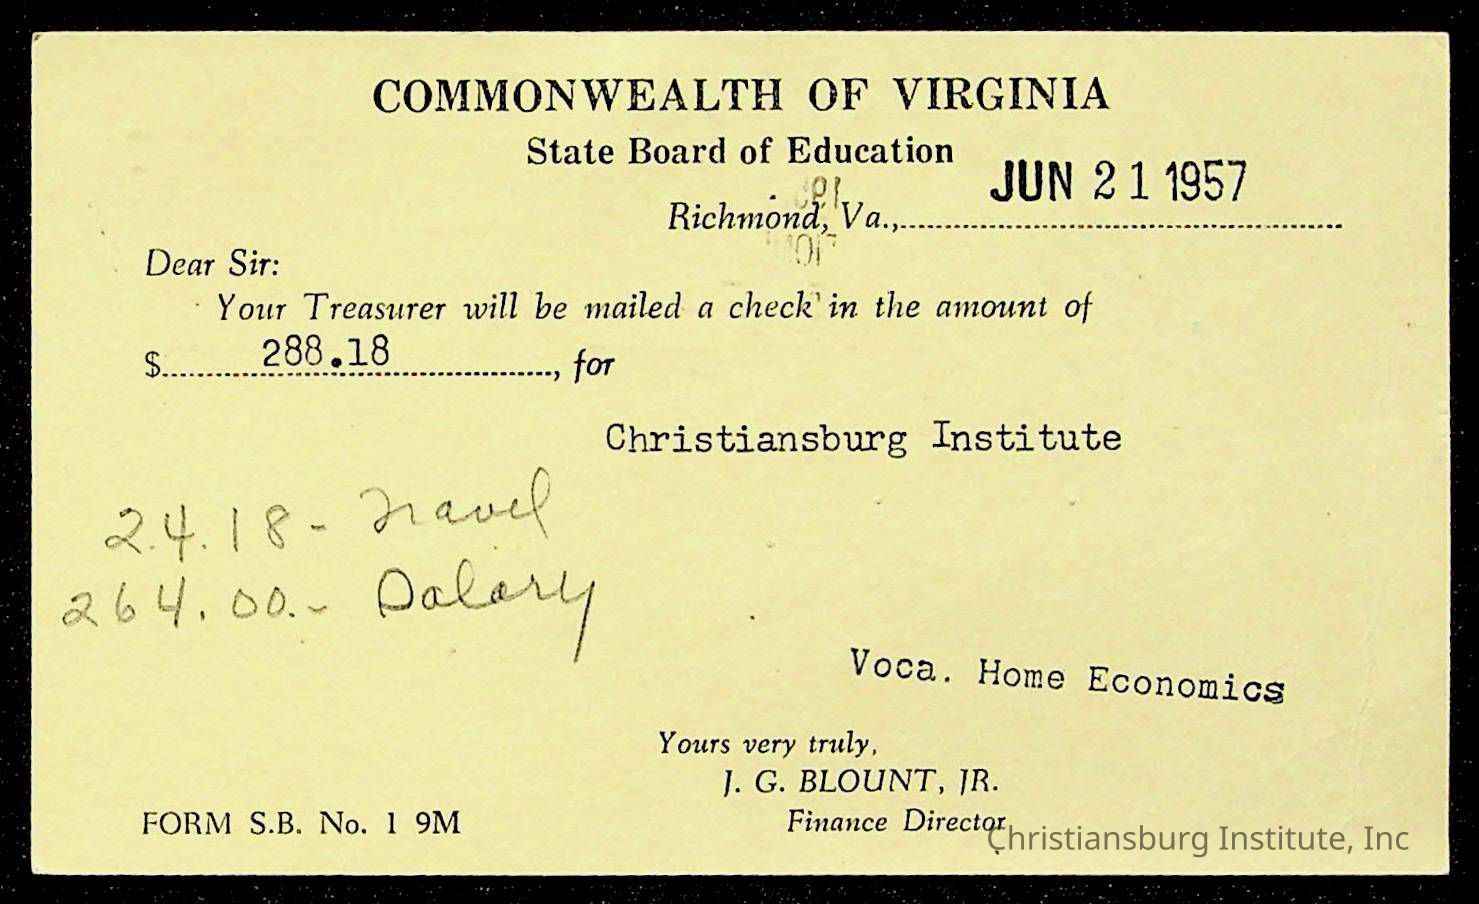 COMMONWEALTH OF VIRGINIA
State Board of Education
JUN 21 1957
Richmond, Va.,
Dear Sir:
Your Treasurer will be mailed a check in the amount of
$ 288.18, for
Christiansburg Institute
24.18 - Travel
264.00. - Salary
Voca. Home Economics
Yours very truly,
J. G. BLOUNT, JR.
Finance Director
FORM S.B. No. 1 9M
Christiansburg Institute, Inc